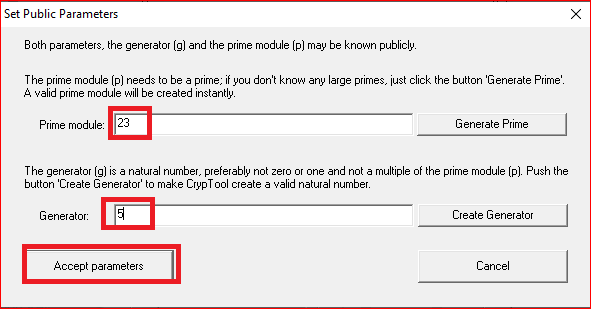 Set Public Parameters
Both parameters, the generator (g) and the prime module (p) may be known publicly.
The prime module (p) needs to be a prime; if you don't know any large primes, just click the button 'Generate Prime'.
A valid prime module will be created instantly.
Prime module: 23 Generate Prime
The generator (g) is a natural number, preferably not zero or one and not a multiple of the prime module (p). Push the
button 'Create Generator' to make CrypTool create a valid natural number.
Generator: 5 Create Generator
Accept parameters Cancel